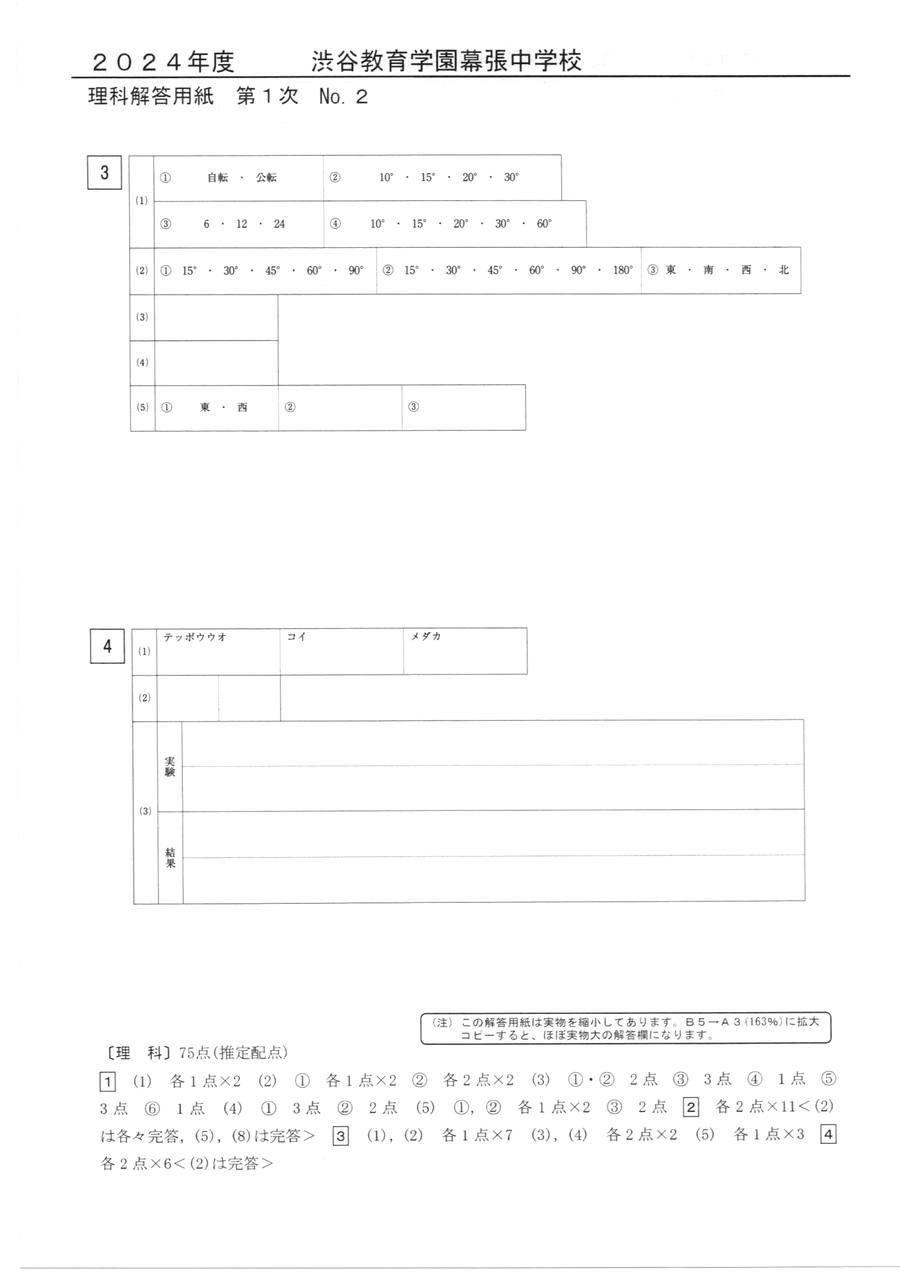 2024年度 渋谷教育学園幕張中学校
理科解答用紙 第1次 No.2
3
(1) ① 自転 ・ 公転 ② 10° ・ 15° ・ 20° ・ 30°
③ 6 ・ 12 ・ 24 ④ 10° ・ 15° ・ 20° ・ 30° ・ 60°
(2) ① 15° ・ 30° ・ 45° ・ 60° ・ 90° ② 15° ・ 30° ・ 45° ・ 60° ・ 90° ・ 180° ③ 東 ・ 南 ・ 西 ・ 北
(3)
(4)
(5) ① 東 ・ 西 ② ③
4
(1) テッポウウオ コイ メダカ
(2)
(3) 実験
結果
(注) この解答用紙は実物を縮小してあります。B5→A3(163%)に拡大
コピーすると、ほぼ実物大の解答欄になります。
〔理 科〕75点(推定配点)
1 (1) 各1点×2 (2) ① 各1点×2 ② 各2点×2 (3) ①・② 2点 ③ 3点 ④ 1点 ⑤
3点 ⑥ 1点 (4) ① 3点 ② 2点 (5) ①,② 各1点×2 ③ 2点 2 各2点×11<(2)
は各々完答,(5),(8)は完答> 3 (1),(2) 各1点×7 (3),(4) 各2点×2 (5) 各1点×3 4
各2点×6<(2)は完答>